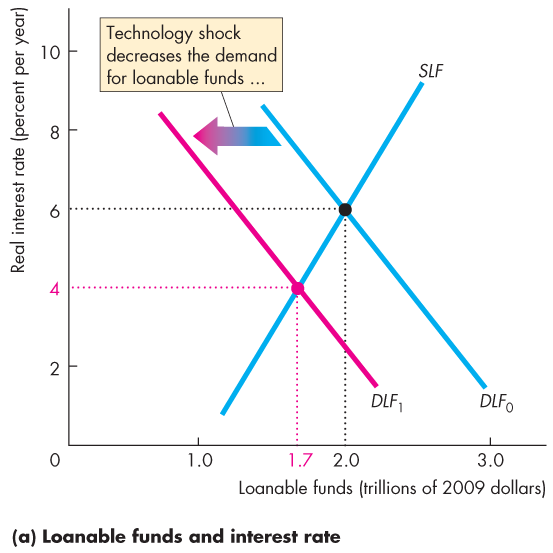 Real interest rate (percent per year)
Technology shock
decreases the demand
for loanable funds ...
10
8
6
4
2
0
SLF
DLF1
DLF0
1.0
1.7
2.0
3.0
Loanable funds (trillions of 2009 dollars)
(a) Loanable funds and interest rate